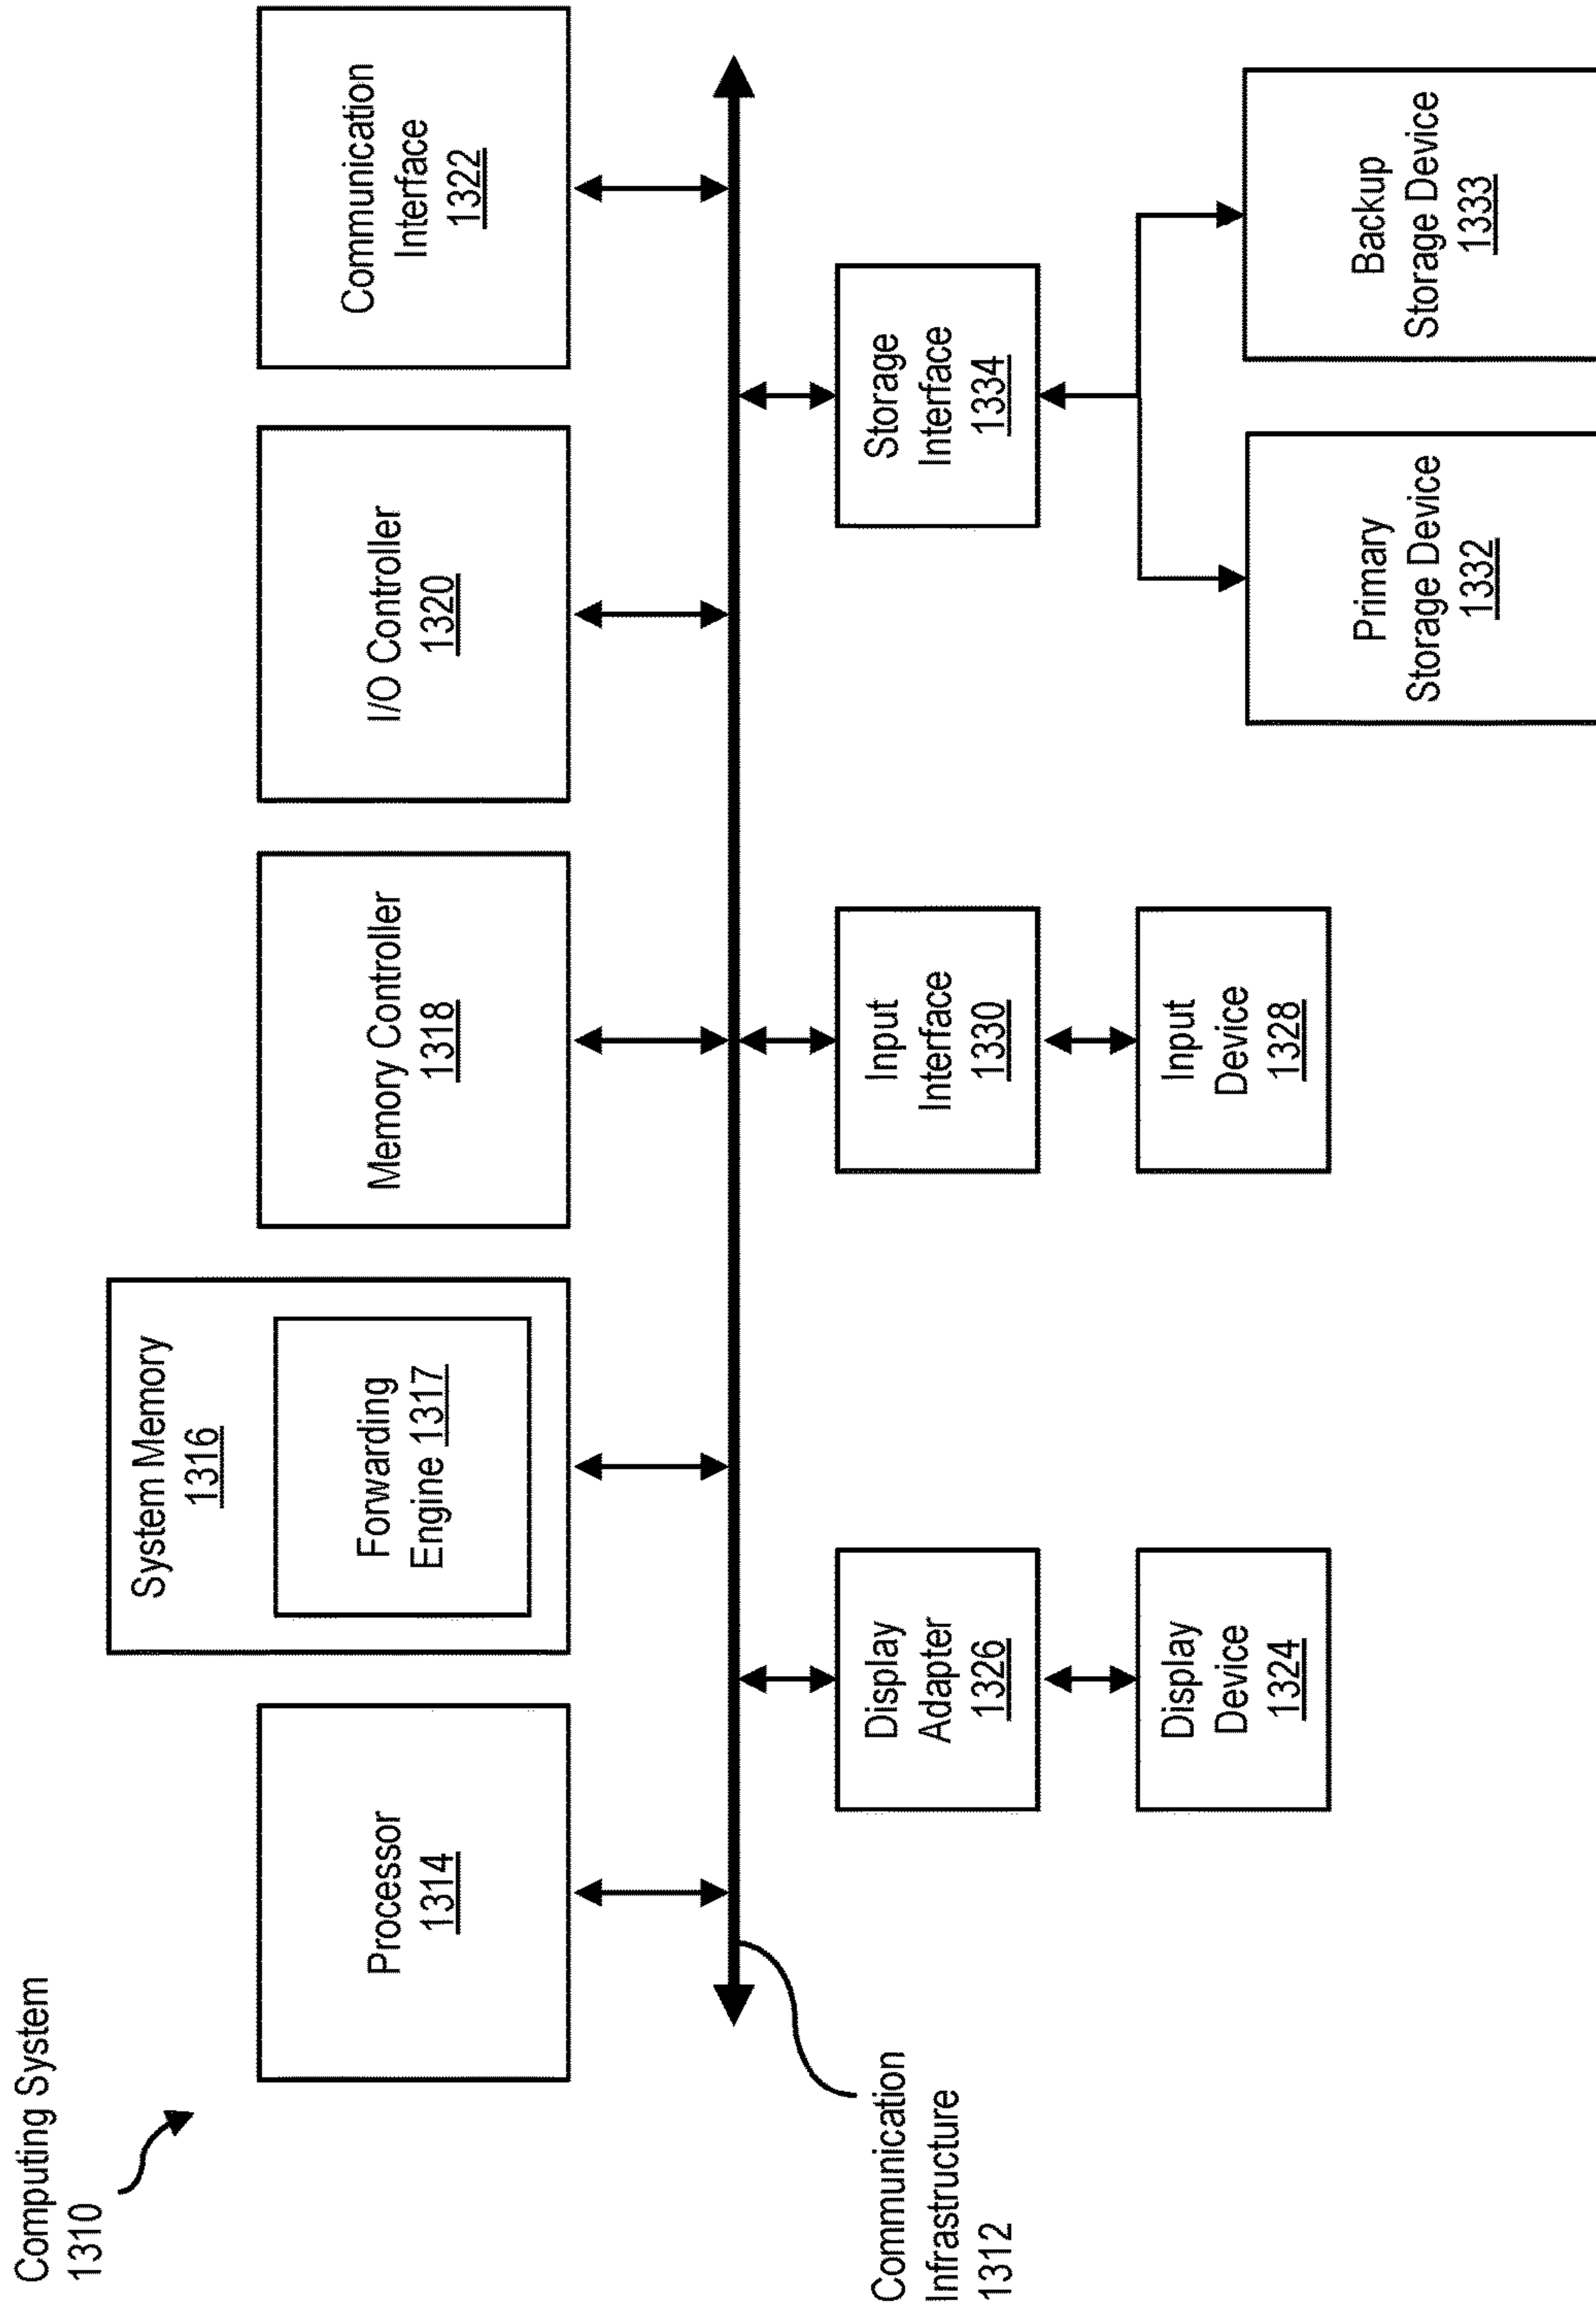 Computing System
1310
Processor
1314
System Memory
1316
Forwarding
Engine 1317
Memory Controller
1318
I/O Controller
1320
Communication
Interface
1322
Communication
Infrastructure
1312
Display
Adapter
1326
Input
Interface
1330
Storage
Interface
1334
Display
Device
1324
Input
Device
1328
Primary
Storage Device
1332
Backup
Storage Device
1333